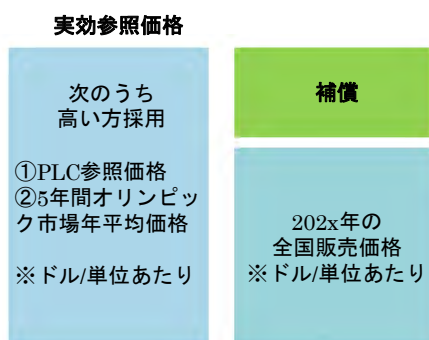 実効参照価格
次のうち
高い方採用
①PLC参照価格
②5年間オリンピッ
ク市場年平均価格
※ドル/単位あたり
補償
202x年の
全国販売価格
※ドル/単位あたり